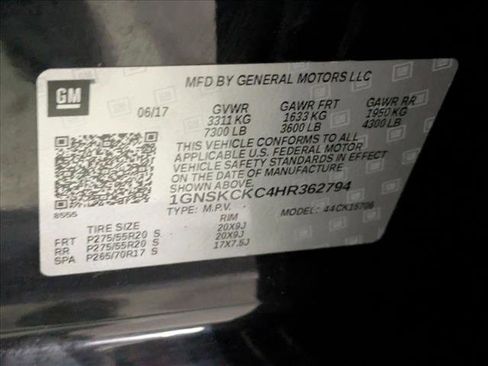 MFD BY GENERAL MOTORS LLC
GM
06/17 GVWR GAWR FRT GAWR RR
3311 KG 1633 KG 1950 KG
7300 LB 3600 LB 4300 LB
THIS VEHICLE CONFORMS TO ALL
APPLICABLE U.S. FEDERAL MOTOR
VEHICLE SAFETY STANDARDS IN EFFECT
ON THE DATE OF MANUFACTURE
SHOWN ABOVE.
1GNSKCKC4HR362794
8555 TYPE: M.P.V. MODEL: 44CK15706
TIRE SIZE RIM
FRT P275/55R20 S 20X9J
RR P275/55R20 S 20X9J
SPA P265/70R17 S 17X7.5J